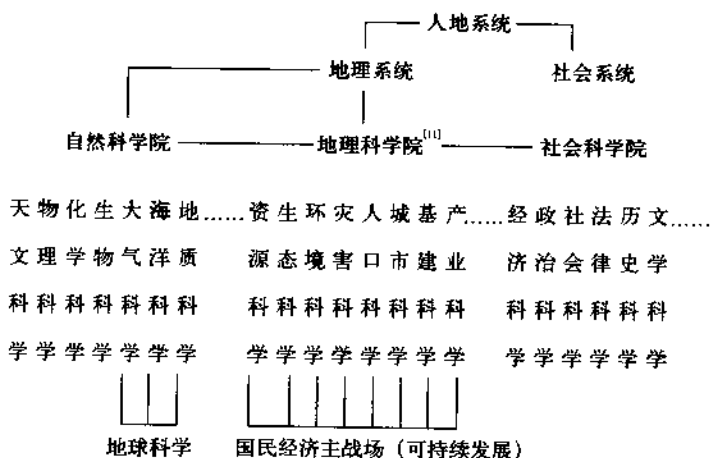 人地系统
地理系统 社会系统
自然科学院 地理科学院[11] 社会科学院
天物化生大海地……资生环灾人城基产……经政社法历文……
文理学物气洋质 源态境害口市建业 济治会律史学
科科科科科科科 科科科科科科科科 科科科科科科
学学学学学学学 学学学学学学学学 学学学学学学
地球科学 国民经济主战场（可持续发展）